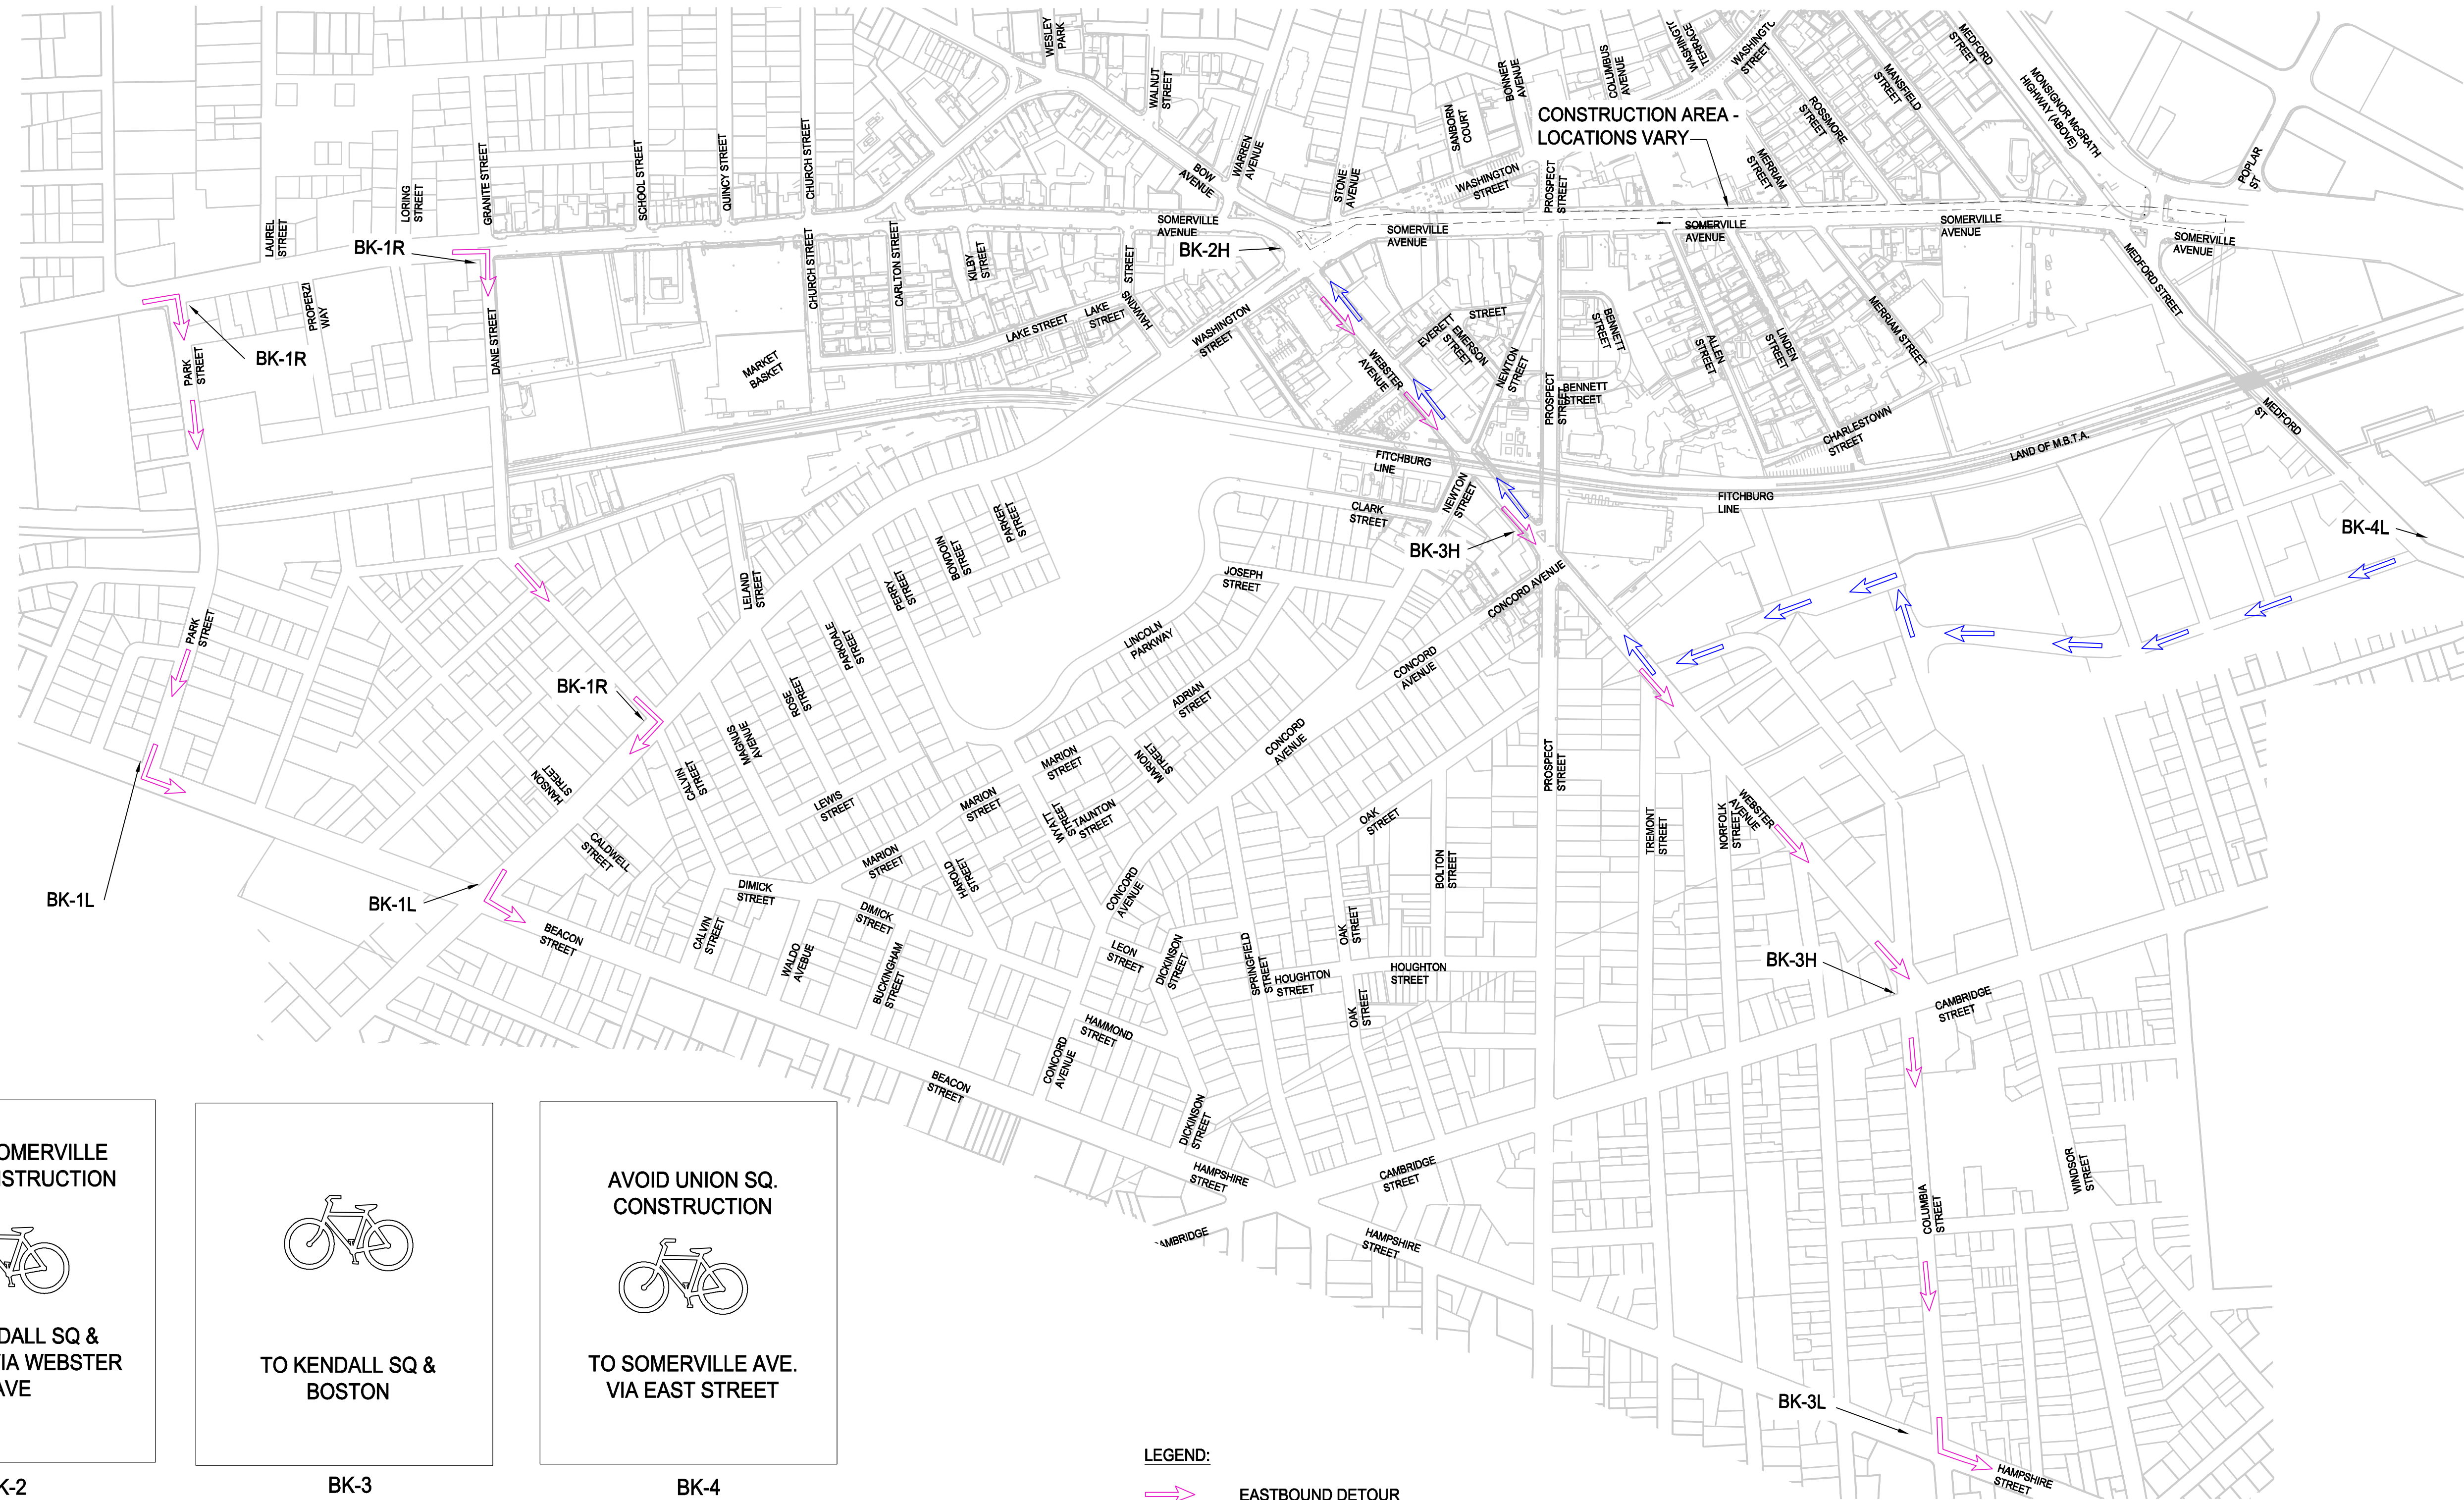 WESLEY
PARK
WALNUT
STREET
BONNER
AVENUE
COLUMBUS
AVENUE
WASHINGTO
TERRACE
WASHINGTO
STREET
MANSFIELD
STREET
MEDFORD
STREET
MONSIGNOR McGRATH
HIGHWAY (ABOVE)
SANBORN
COURT
CONSTRUCTION AREA -
LOCATIONS VARY
ROSSMORE
STREET
MERRIAM
STREET
POPLAR
ST
LAUREL
STREET
LORING
STREET
GRANITE STREET
SCHOOL STREET
QUINCY STREET
CHURCH STREET
BOW
AVENUE
WARREN
AVENUE
STONE
AVENUE
WASHINGTON
STREET
PROSPECT
STREET
SOMERVILLE
AVENUE
SOMERVILLE
AVENUE
SOMERVILLE
AVENUE
SOMERVILLE
AVENUE
SOMERVILLE
AVENUE
BK-1R
BK-2H
CHURCH STREET
CARLTON STREET
KILBY
STREET
STREET
HAWKINS
LAKE STREET
LAKE
STREET
WASHINGTON
STREET
PROPERZI
WAY
BK-1R
PARK
STREET
DANE STREET
MARKET
BASKET
WEBSTER
AVENUE
EVERETT
STREET
EMERSON
STREET
NEWTON
STREET
PROSPECT
STREET
BENNETT
STREET
BENNETT
STREET
ALLEN
STREET
LINDEN
STREET
MERRIAM STREET
MEDFORD STREET
CHARLESTOWN
STREET
LAND OF M.B.T.A.
MEDFORD
ST
FITCHBURG
LINE
FITCHBURG
LINE
NEWTON
STREET
CLARK
STREET
BK-3H
BK-4L
PARKER
STREET
BOWDOIN
STREET
PERRY
STREET
LELAND
STREET
JOSEPH
STREET
CONCORD AVENUE
PARK
STREET
PARKDALE
STREET
LINCOLN
PARKWAY
CONCORD
AVENUE
BK-1R
ROSE
STREET
ADRIAN
STREET
MAGNUS
AVENUE
CONCORD
AVENUE
MARION
STREET
MARION
STREET
CALVIN
STREET
HANSON
STREET
LEWIS
STREET
MARION
STREET
WYATT
STREET
TAUNTON
STREET
OAK
STREET
PROSPECT
STREET
TREMONT
STREET
NORFOLK
STREET
WEBSTER
AVENUE
CALDWELL
STREET
MARION
STREET
HAROLD
STREET
BOLTON
STREET
BK-1L
BK-1L
DIMICK
STREET
DIMICK
STREET
CONCORD
AVENUE
BEACON
STREET
CALVIN
STREET
WALDO
AVEBUE
BUCKINGHAM
STREET
LEON
STREET
DICKINSON
STREET
SPRINGFIELD
STREET
OAK
STREET
HOUGHTON
STREET
HOUGHTON
STREET
OAK
STREET
BK-3H
CAMBRIDGE
STREET
HAMMOND
STREET
CONCORD
AVENUE
BEACON
STREET
DICKINSON
STREET
HAMPSHIRE
STREET
CAMBRIDGE
STREET
WINDSOR
STREET
COLUMBIA
STREET
AMBRIDGE
HAMPSHIRE
STREET
BK-3L
HAMPSHIRE
STREET
OMERVILLE
ISTRUCTION
DALL SQ &
VIA WEBSTER
AVE
K-2
TO KENDALL SQ &
BOSTON
BK-3
AVOID UNION SQ.
CONSTRUCTION
TO SOMERVILLE AVE.
VIA EAST STREET
BK-4
LEGEND:
EASTBOUND DETOUR